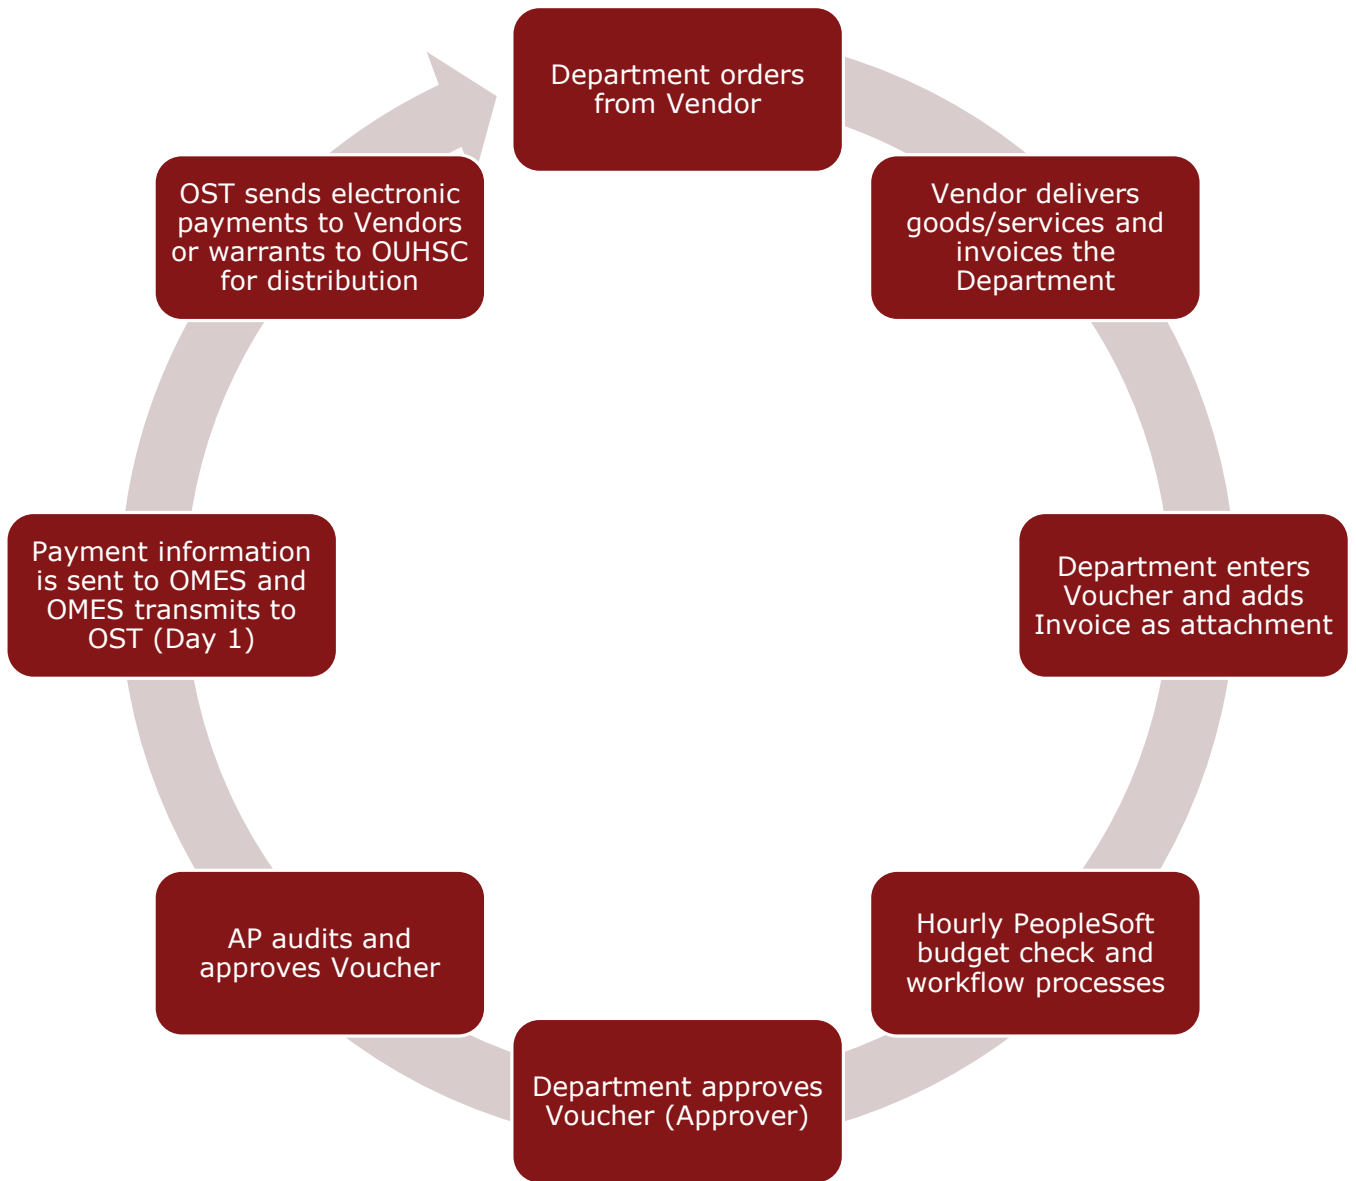 Department orders
from Vendor
Vendor delivers
goods/services and
invoices the
Department
Department enters
Voucher and adds
Invoice as attachment
Hourly PeopleSoft
budget check and
workflow processes
Department approves
Voucher (Approver)
AP audits and
approves Voucher
Payment information
is sent to OMES and
OMES transmits to
OST (Day 1)
OST sends electronic
payments to Vendors
or warrants to OUHSC
for distribution